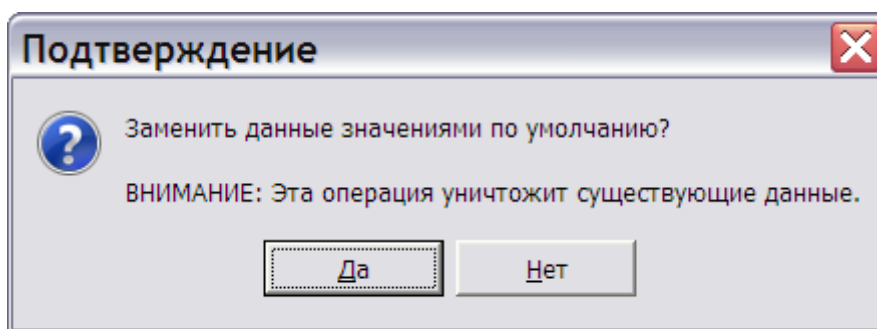 Подтверждение
Заменить данные значениями по умолчанию?
ВНИМАНИЕ: Эта операция уничтожит существующие данные.
Да
Нет